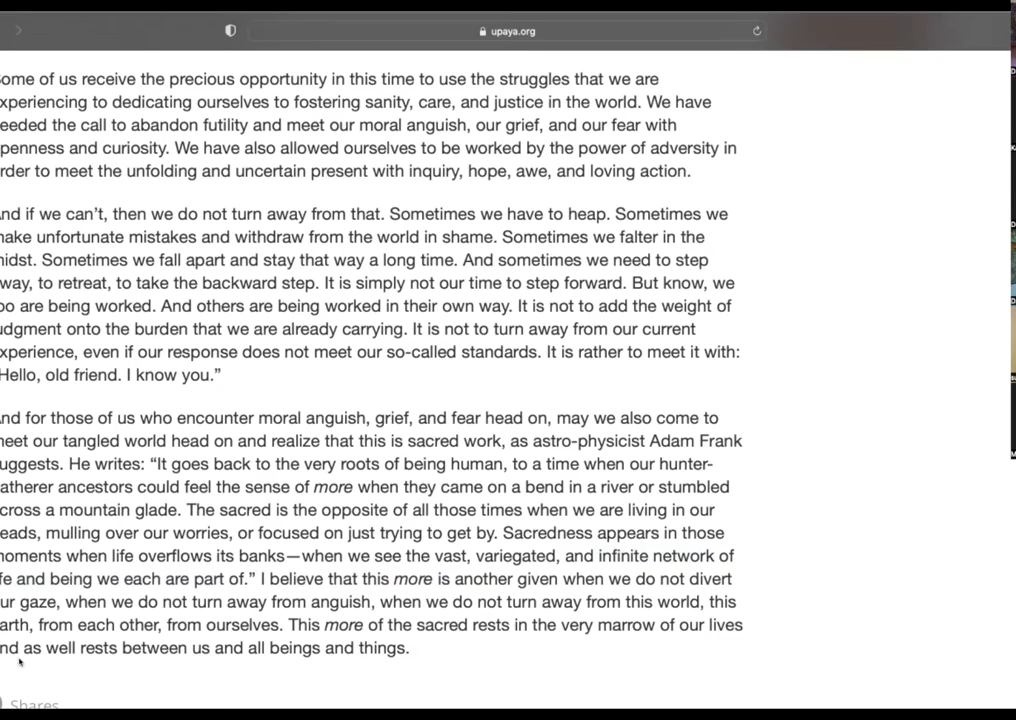 upaya.org
ome of us receive the precious opportunity in this time to use the struggles that we are
xperiencing to dedicating ourselves to fostering sanity, care, and justice in the world. We have
eeded the call to abandon futility and meet our moral anguish, our grief, and our fear with
penness and curiosity. We have also allowed ourselves to be worked by the power of adversity in
rder to meet the unfolding and uncertain present with inquiry, hope, awe, and loving action.
nd if we can't, then we do not turn away from that. Sometimes we have to heap. Sometimes we
ake unfortunate mistakes and withdraw from the world in shame. Sometimes we falter in the
idst. Sometimes we fall apart and stay that way a long time. And sometimes we need to step
way, to retreat, to take the backward step. It is simply not our time to step forward. But know, we
oo are being worked. And others are being worked in their own way. It is not to add the weight of
udgment onto the burden that we are already carrying. It is not to turn away from our current
xperience, even if our response does not meet our so-called standards. It is rather to meet it with:
Hello, old friend. I know you.”
nd for those of us who encounter moral anguish, grief, and fear head on, may we also come to
eet our tangled world head on and realize that this is sacred work, as astro-physicist Adam Frank
uggests. He writes: “It goes back to the very roots of being human, to a time when our hunter-
atherer ancestors could feel the sense of more when they came on a bend in a river or stumbled
cross a mountain glade. The sacred is the opposite of all those times when we are living in our
eads, mulling over our worries, or focused on just trying to get by. Sacredness appears in those
oments when life overflows its banks—when we see the vast, variegated, and infinite network of
fe and being we each are part of.” I believe that this more is another given when we do not divert
ur gaze, when we do not turn away from anguish, when we do not turn away from this world, this
arth, from each other, from ourselves. This more of the sacred rests in the very marrow of our lives
nd as well rests between us and all beings and things.
Shares